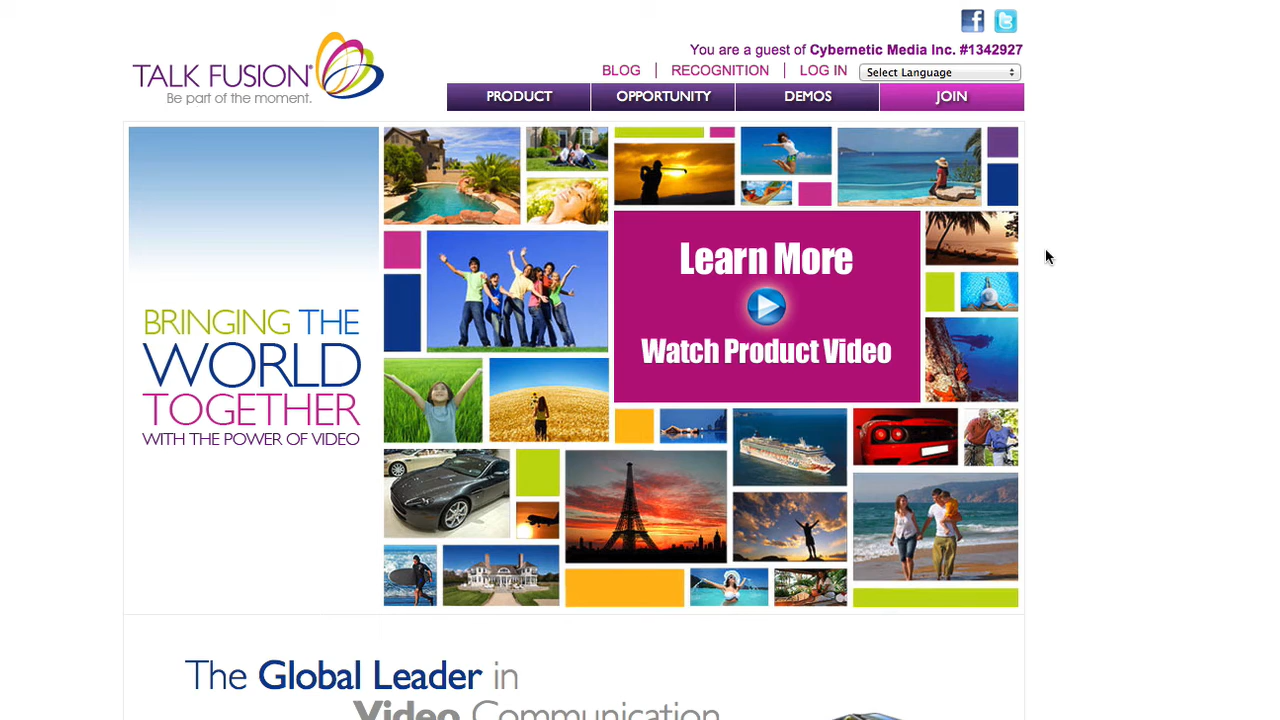 You are a guest of Cybernetic Media Inc. #1342927
TALK FUSION®
Be part of the moment.
BLOG | RECOGNITION | LOG IN
Select Language
PRODUCT
OPPORTUNITY
DEMOS
JOIN
Learn More
Watch Product Video
BRINGING THE
WORLD
TOGETHER
WITH THE POWER OF VIDEO
The Global Leader in
Video Communication